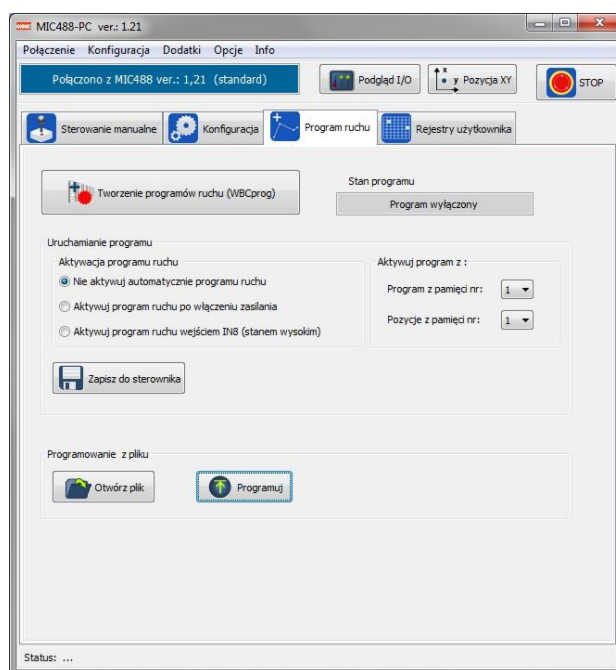 MIC488-PC ver.: 1.21
Połączenie Konfiguracja Dodatki Opcje Info
Połączono z MIC488 ver.: 1,21 (standard)
Podgląd I/O
x
y
Pozycja XY
STOP
Sterowanie manualne
Konfiguracja
Program ruchu
Rejestry użytkownika
Tworzenie programów ruchu (WBCprog)
Stan programu
Program wyłączony
Uruchamianie programu
Aktywacja programu ruchu
Nie aktywuj automatycznie programu ruchu
Aktywuj program ruchu po włączeniu zasilania
Aktywuj program ruchu wejściem IN8 (stanem wysokim)
Aktywuj program z :
Program z pamięci nr: 1
Pozycje z pamięci nr: 1
Zapisz do sterownika
Programowanie z pliku
Otwórz plik
Programuj
Status: ...